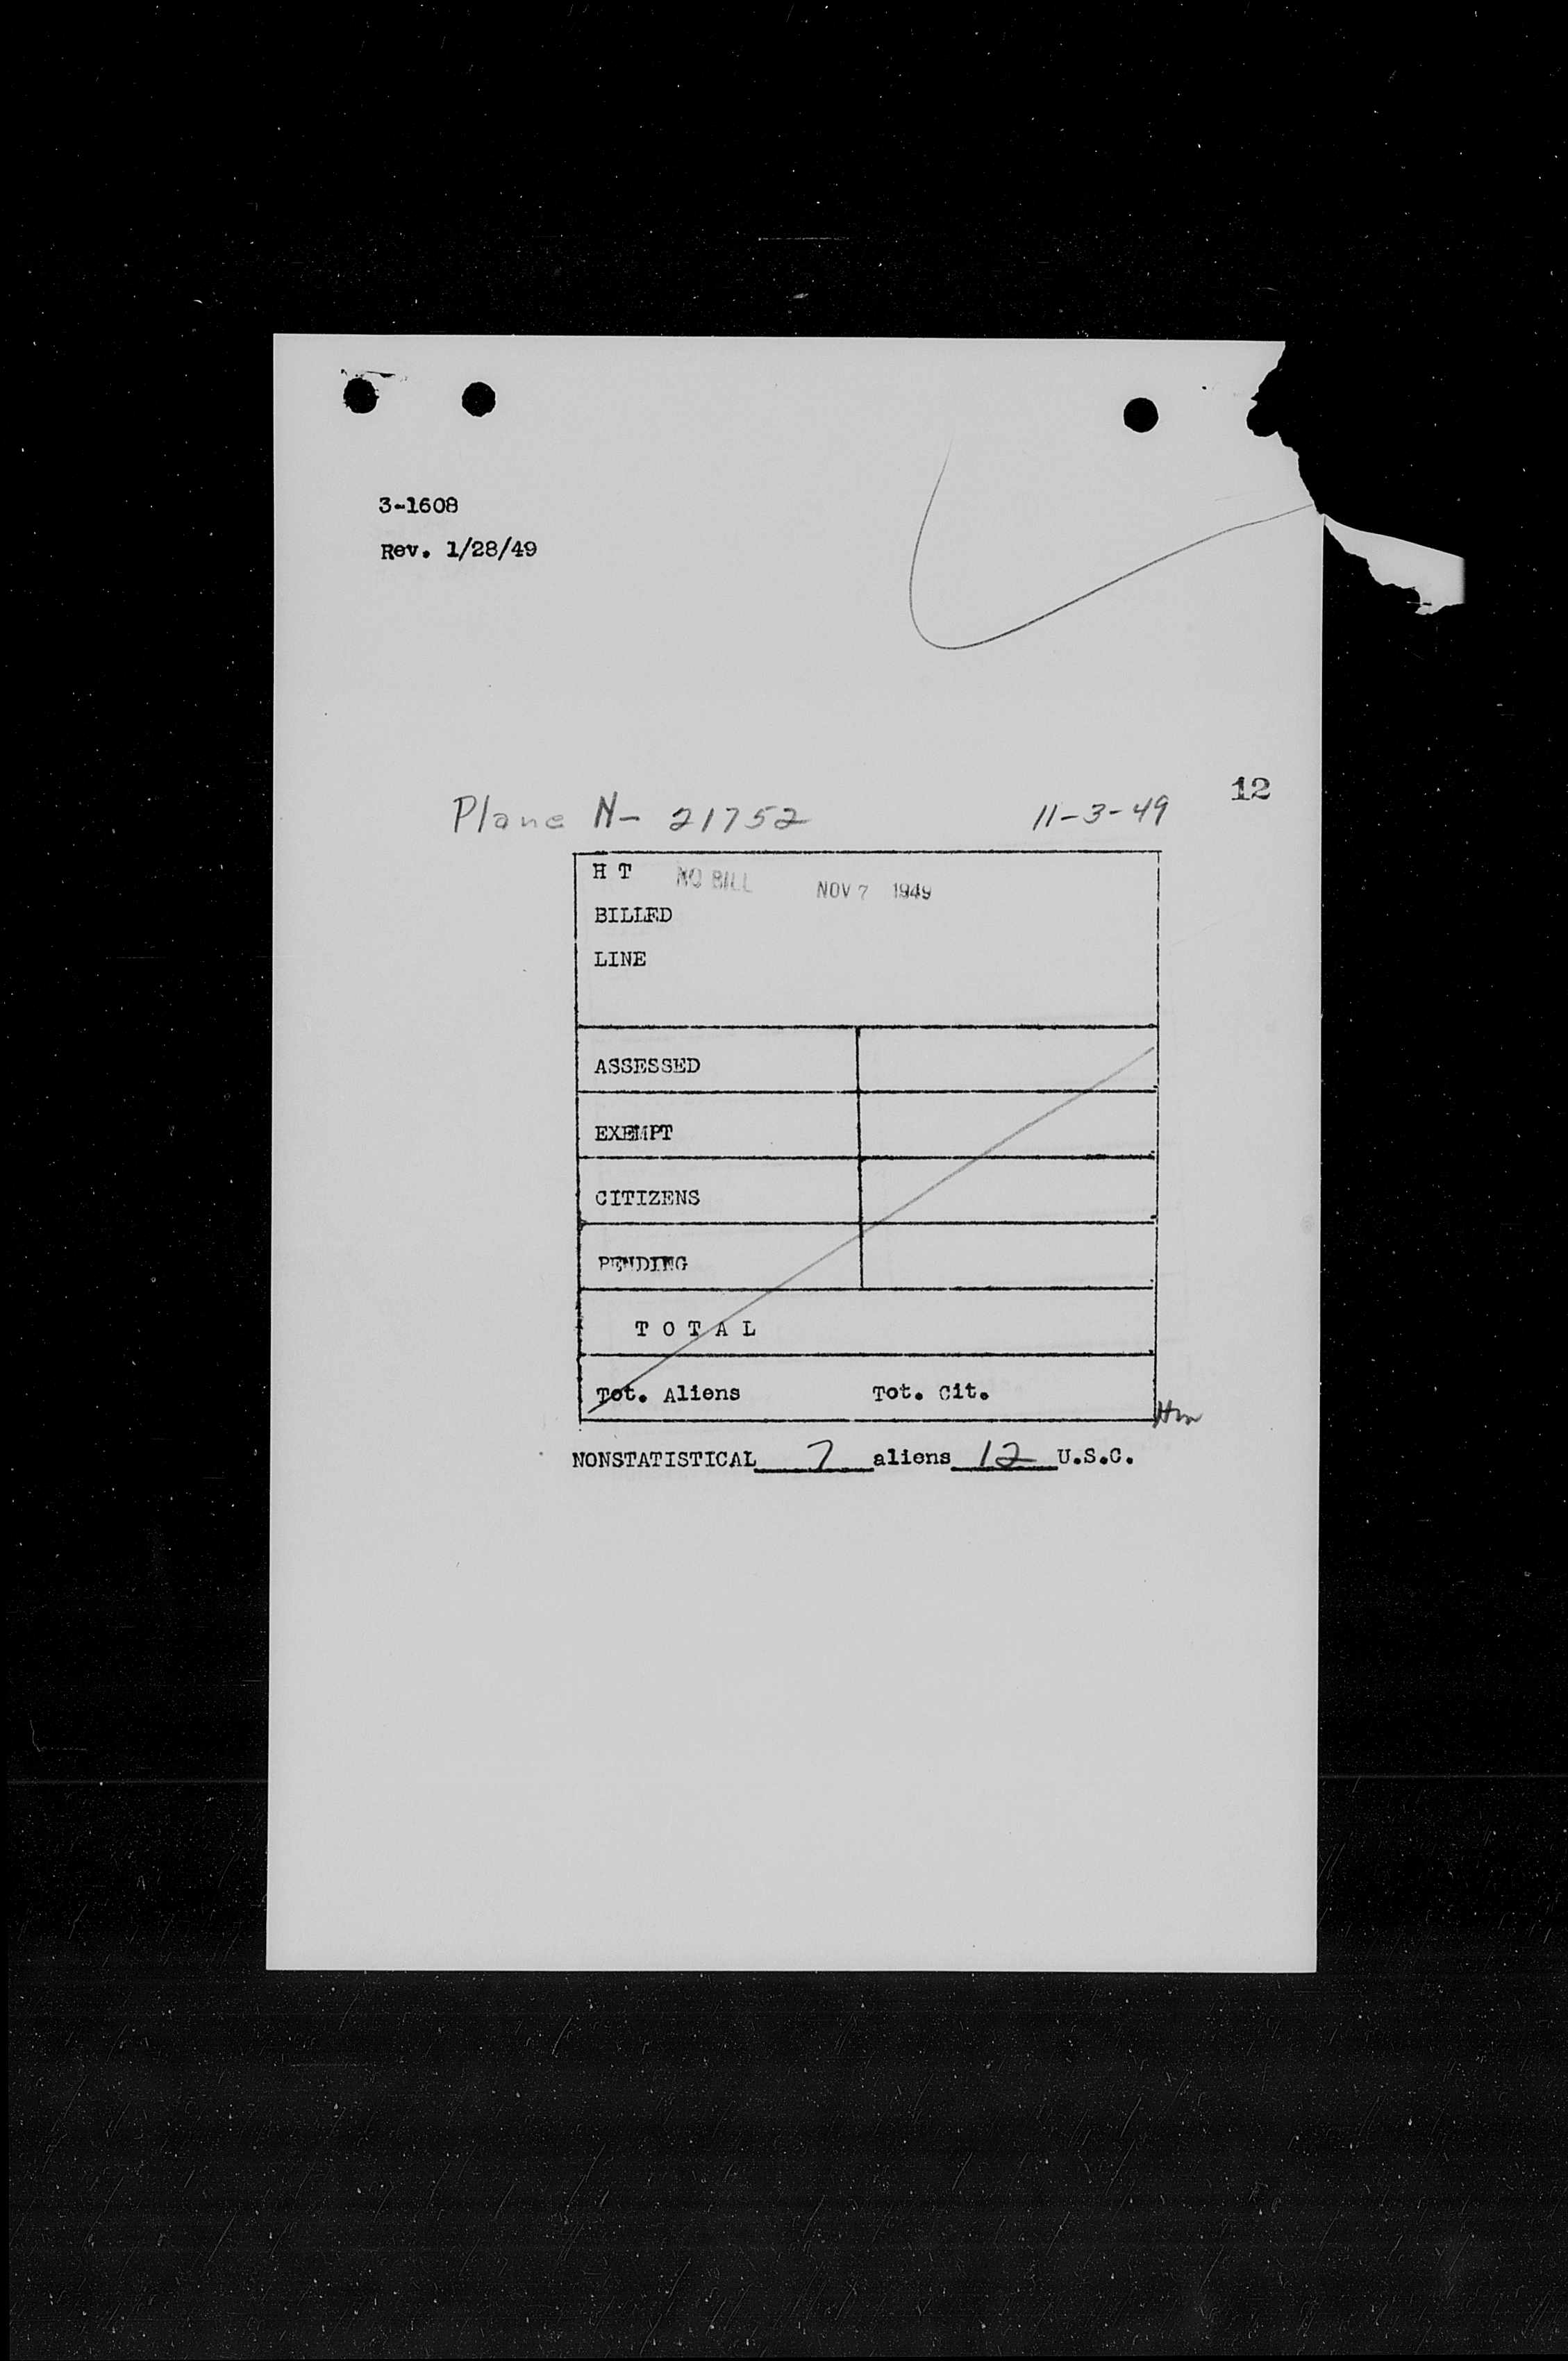 3-1608
Rev. 1/28/49
12
Plane N- 21752 11-3-49
H T NO BILL NOV 7 1949
BILLED
LINE
ASSESSED
EXEMPT
CITIZENS
PENDING
T O T A L
Tot. Aliens Tot. Cit.
NONSTATISTICAL 7 aliens 12 U.S.C.